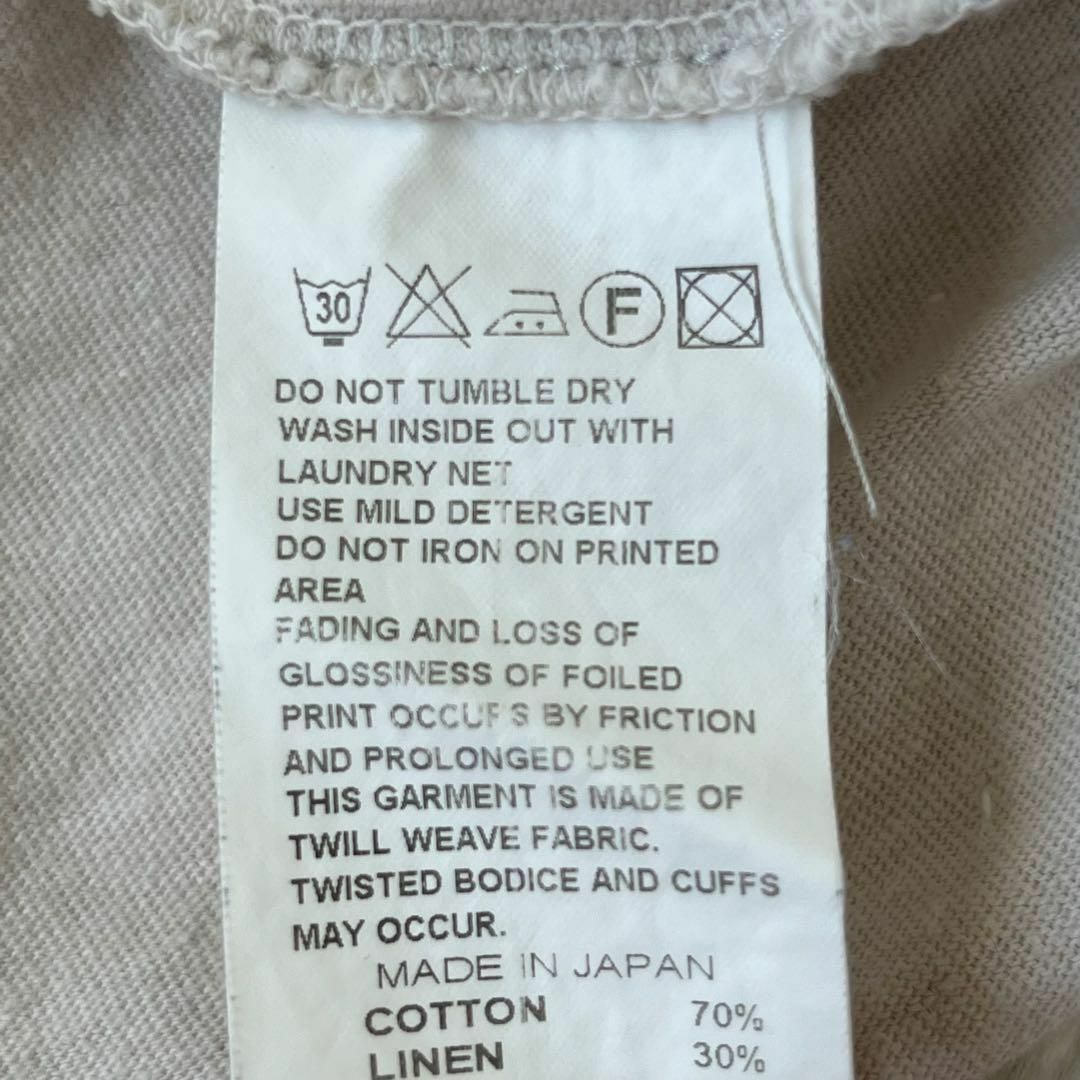 30 F
DO NOT TUMBLE DRY
WASH INSIDE OUT WITH
LAUNDRY NET
USE MILD DETERGENT
DO NOT IRON ON PRINTED
AREA
FADING AND LOSS OF
GLOSSINESS OF FOILED
PRINT OCCURS BY FRICTION
AND PROLONGED USE
THIS GARMENT IS MADE OF
TWILL WEAVE FABRIC.
TWISTED BODICE AND CUFFS
MAY OCCUR.
MADE IN JAPAN
COTTON 70%
LINEN 30%